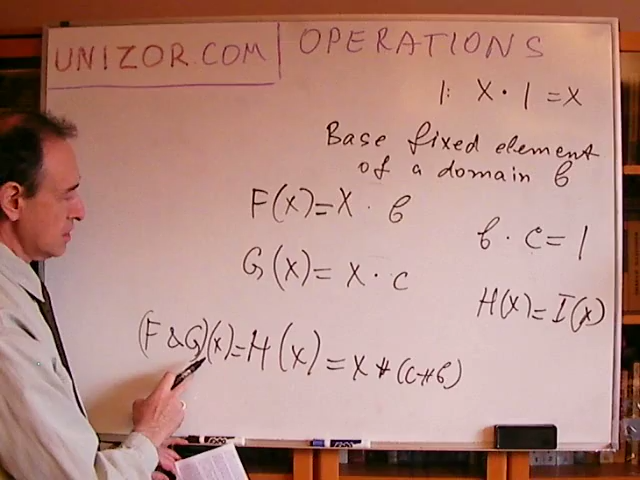 UNIZOR.COM | OPERATIONS
1: X · 1 = X
Base fixed element
of a domain b
F(X) = X · b
b · c = 1
G(X) = X · c
H(X) = I(X)
(F & G)(X) = H(X) = X * (c * b)